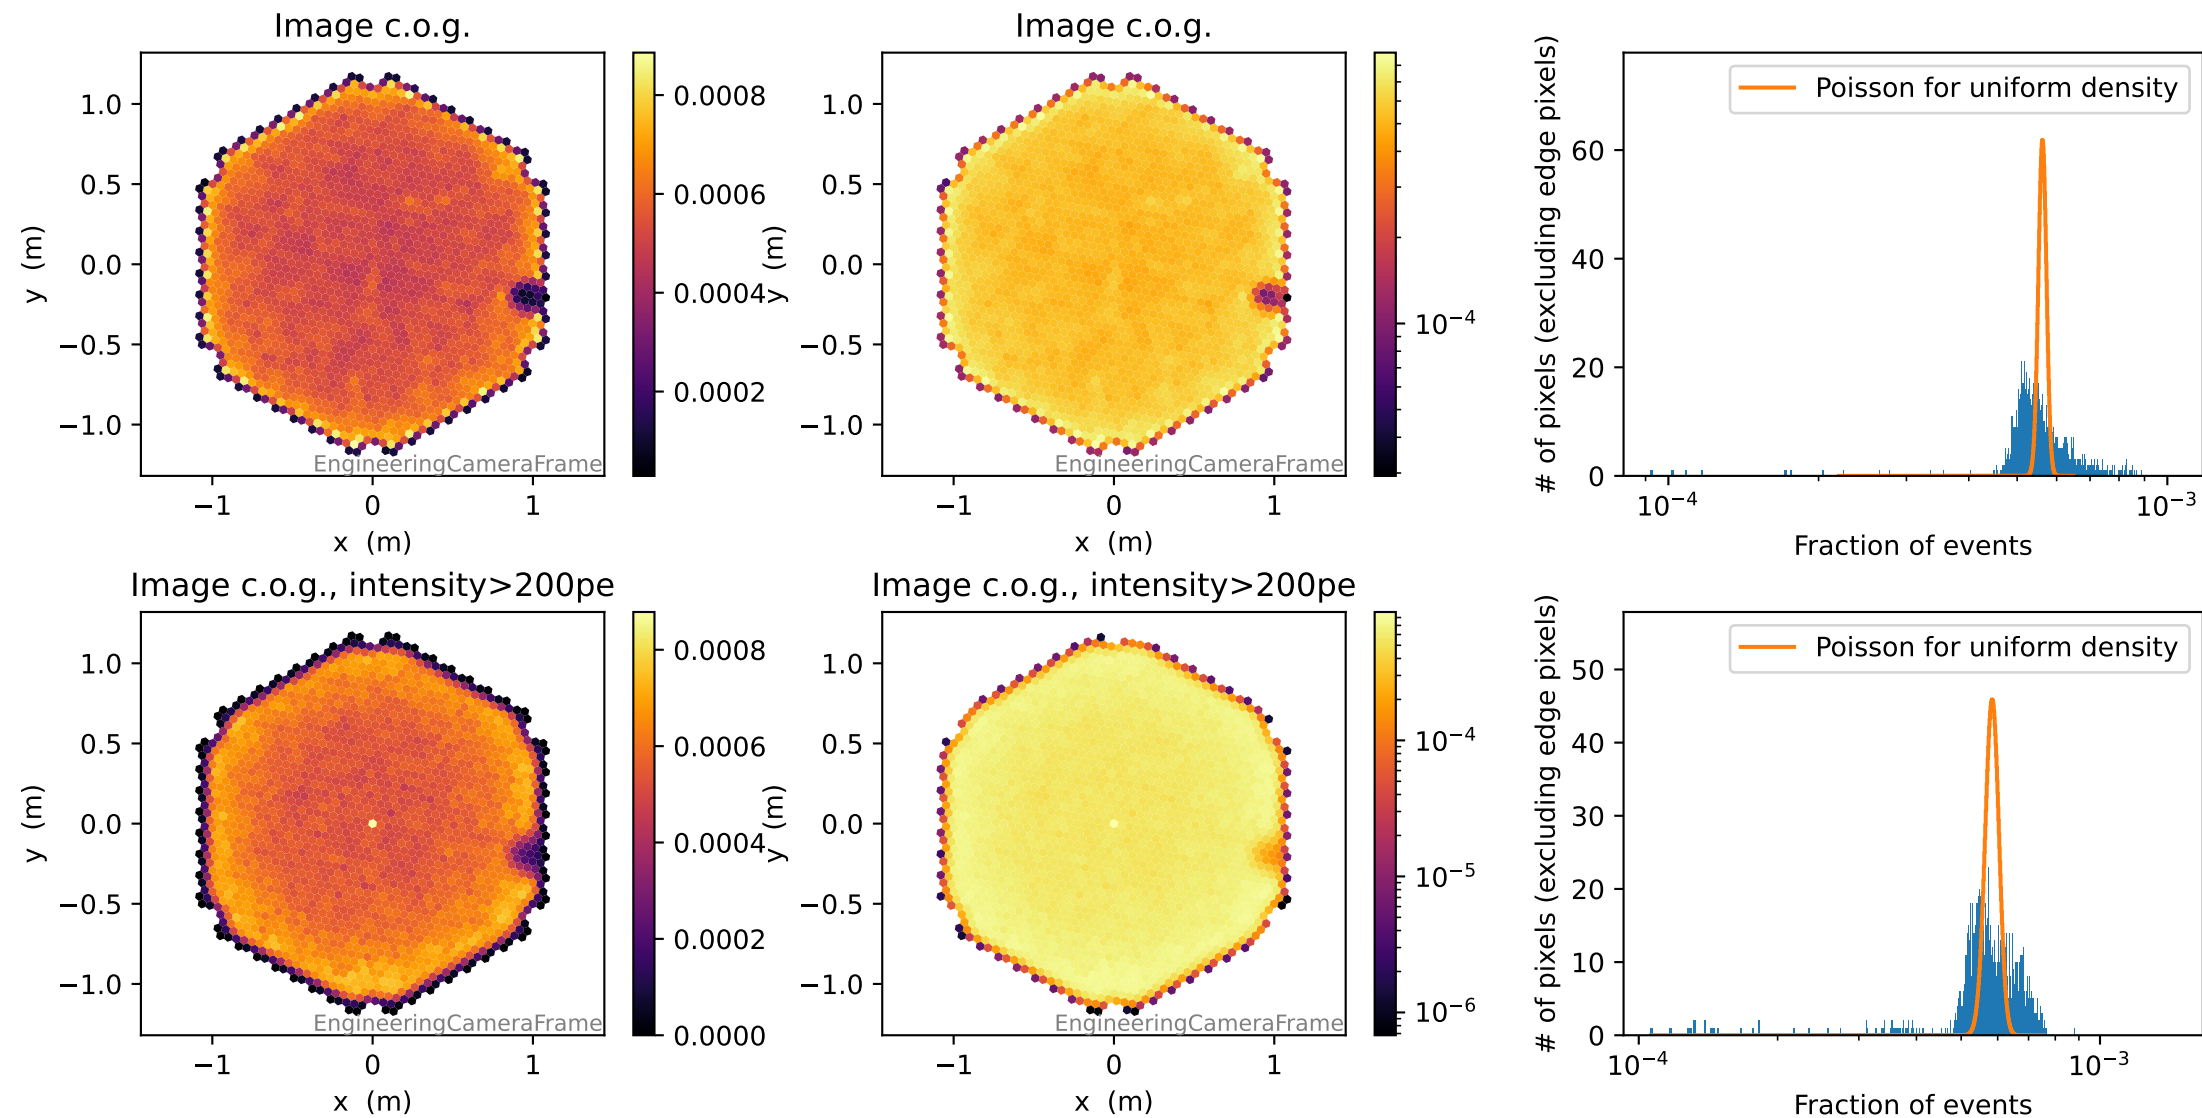 Image c.o.g.
1.0
0.5
0.0
−0.5
−1.0
y (m)
−1
0
1
x (m)
EngineeringCameraFrame
0.0008
0.0006
0.0004
0.0002
Image c.o.g.
1.0
0.5
0.0
−0.5
−1.0
y (m)
−1
0
1
x (m)
EngineeringCameraFrame
10⁻⁴
Poisson for uniform density
# of pixels (excluding edge pixels)
60
40
20
0
10⁻⁴
10⁻³
Fraction of events
Image c.o.g., intensity>200pe
1.0
0.5
0.0
−0.5
−1.0
y (m)
−1
0
1
x (m)
EngineeringCameraFrame
0.0008
0.0006
0.0004
0.0002
0.0000
Image c.o.g., intensity>200pe
1.0
0.5
0.0
−0.5
−1.0
y (m)
−1
0
1
x (m)
EngineeringCameraFrame
10⁻⁴
10⁻⁵
10⁻⁶
Poisson for uniform density
# of pixels (excluding edge pixels)
50
40
30
20
10
0
10⁻⁴
10⁻³
Fraction of events